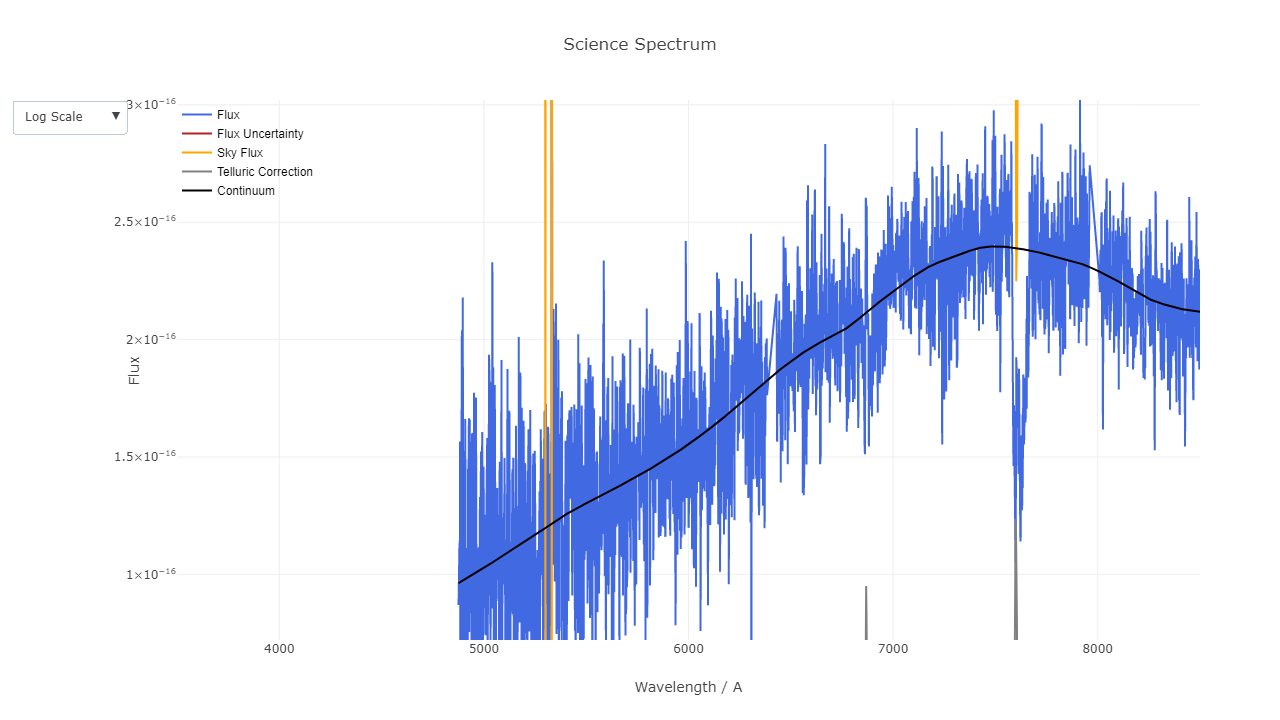 Science Spectrum
Log Scale ▼
Flux
Flux Uncertainty
Sky Flux
Telluric Correction
Continuum
3×10⁻¹⁶
2.5×10⁻¹⁶
2×10⁻¹⁶
1.5×10⁻¹⁶
1×10⁻¹⁶
Flux
4000 5000 6000 7000 8000
Wavelength / A